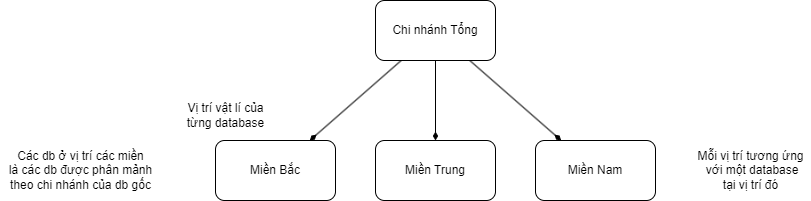 Chi nhánh Tổng
Vị trí vật lí của
từng database
Các db ở vị trí các miền
là các db được phân mảnh
theo chi nhánh của db gốc
Miền Bắc
Miền Trung
Miền Nam
Mỗi vị trí tương ứng
với một database
tại vị trí đó